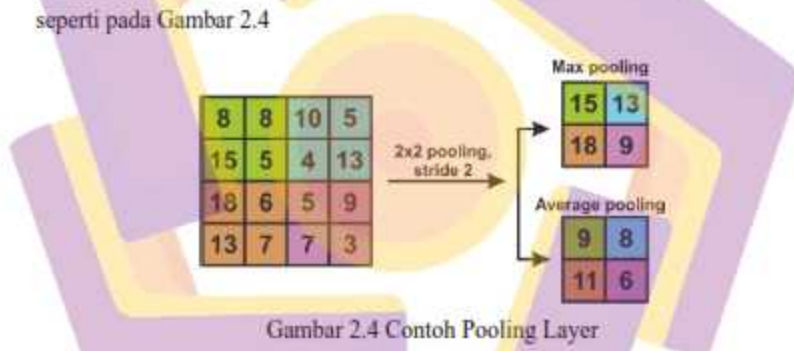 seperti pada Gambar 2.4
Max pooling
15 13
18 9
8 8 10 5
15 5 4 13
18 6 5 9
13 7 7 3
2x2 pooling,
stride 2
Average pooling
9 8
11 6
Gambar 2.4 Contoh Pooling Layer